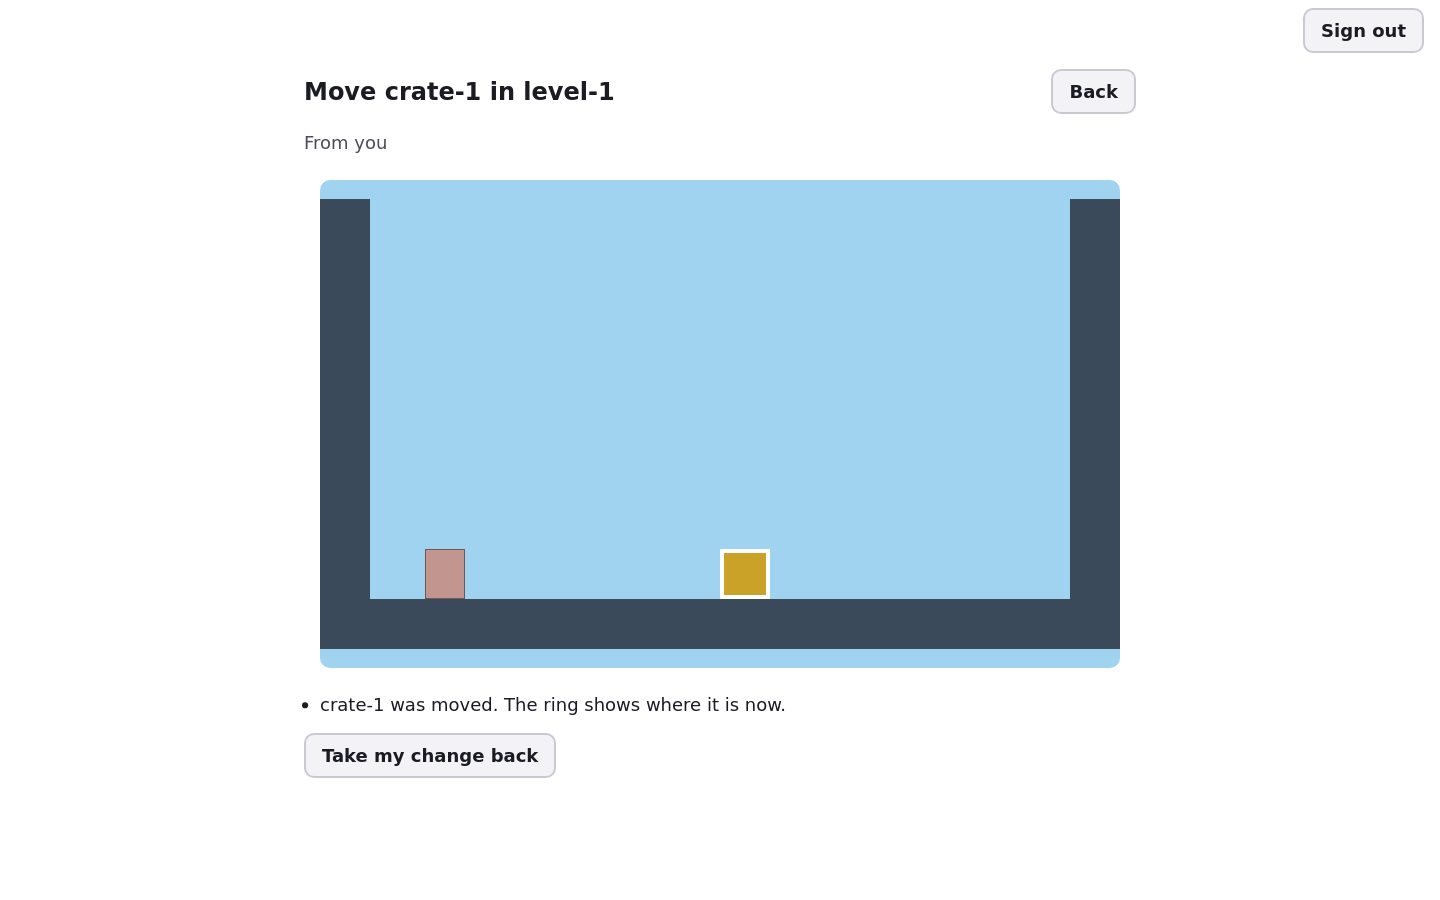 Sign out
Move crate-1 in level-1
Back
From you
crate-1 was moved. The ring shows where it is now.
Take my change back